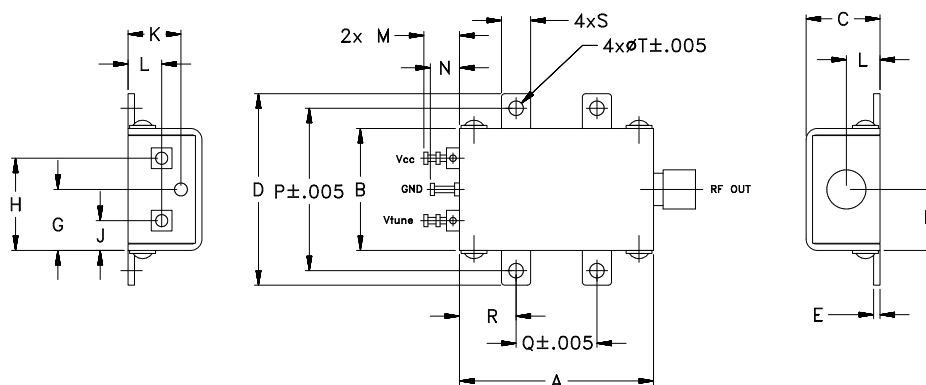 K
L
2x M
N
4xS
4xøT±.005
C
L
Vcc
GND
Vtune
RF OUT
H
G
J
D
P±.005
B
R
Q±.005
A
E